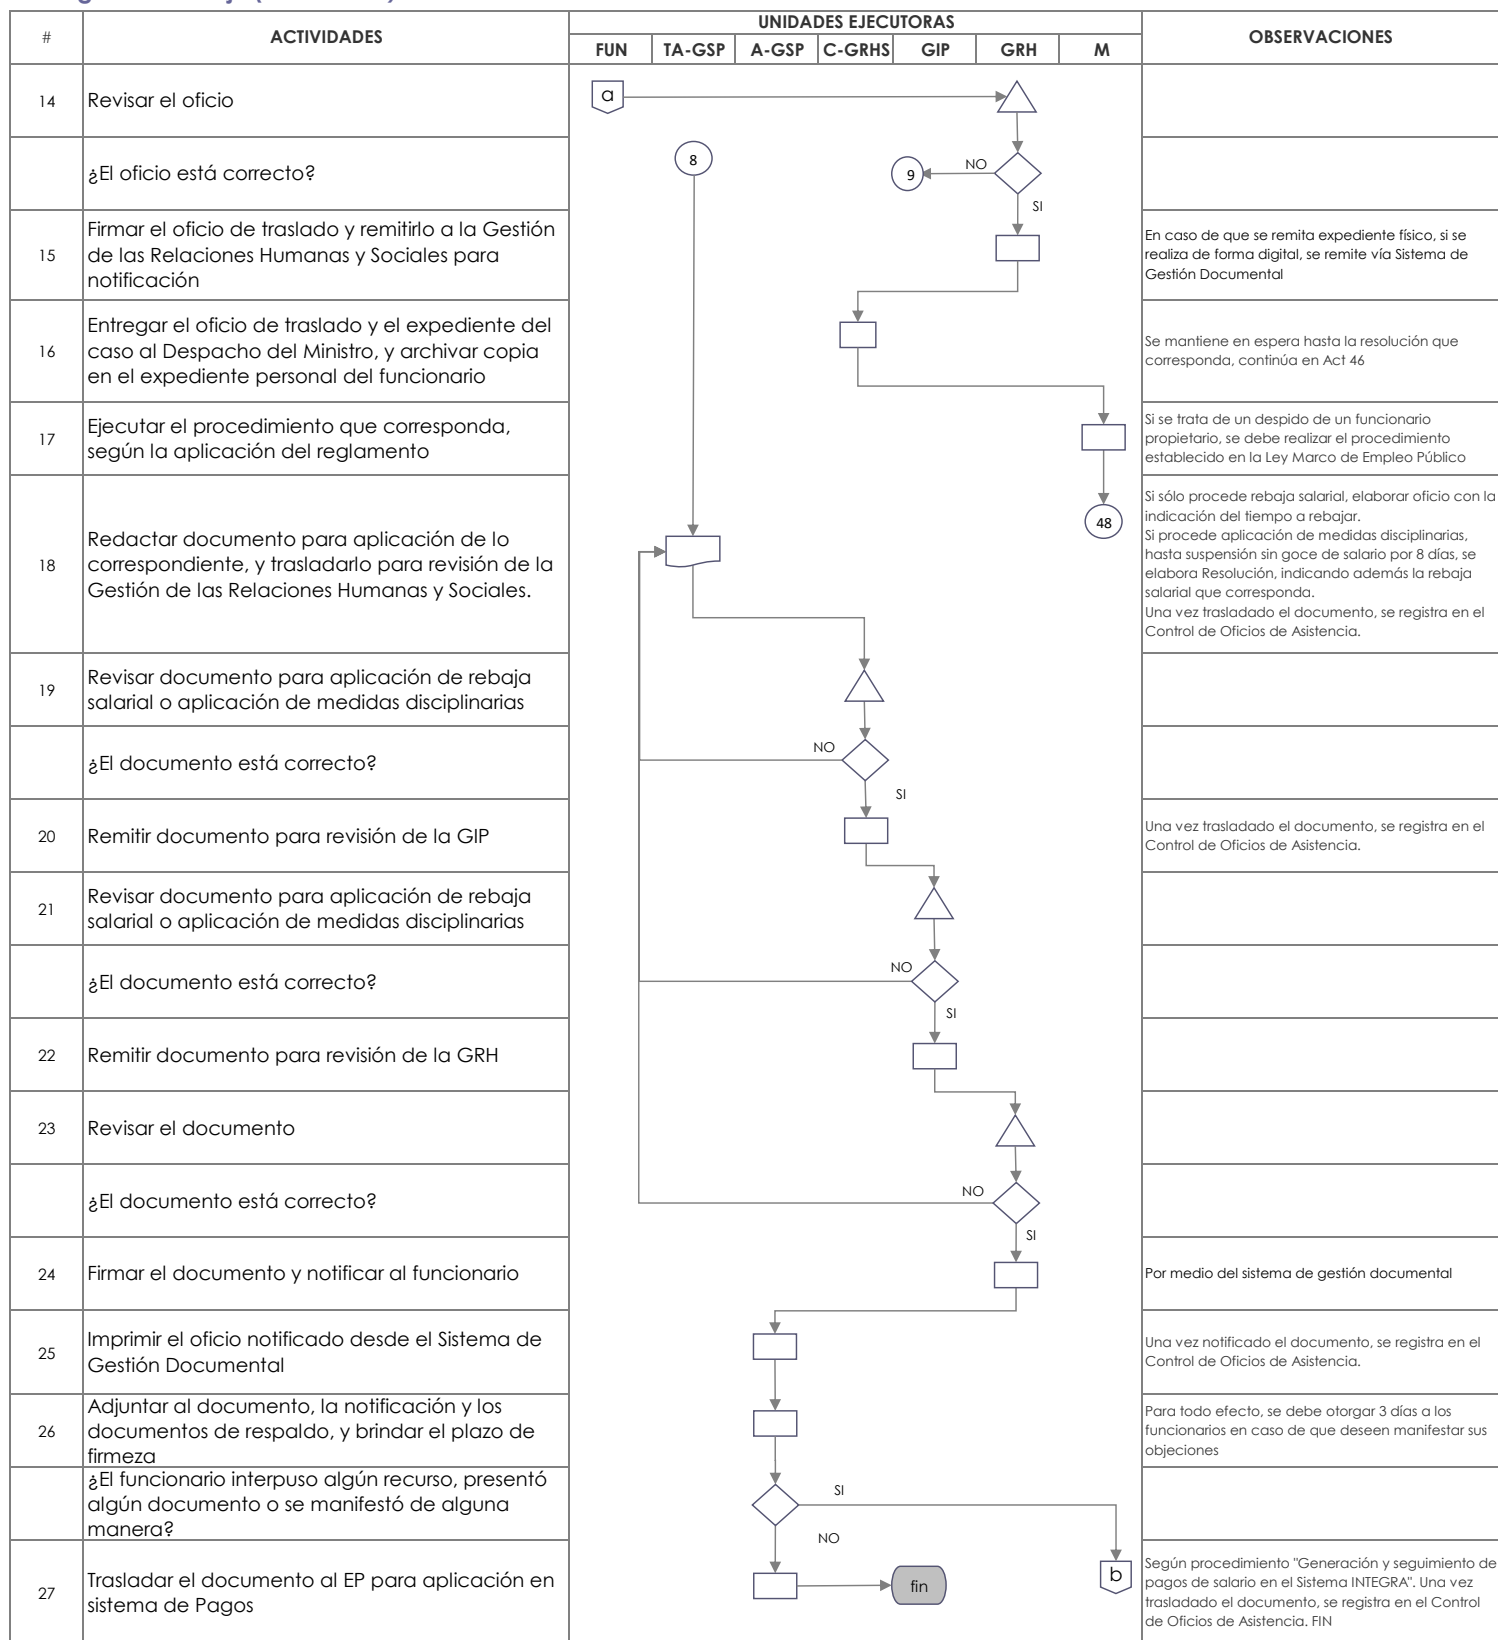 #
ACTIVIDADES
UNIDADES EJECUTORAS
OBSERVACIONES
FUN
TA-GSP
A-GSP
C-GRHS
GIP
GRH
M
14
Revisar el oficio
a
¿El oficio está correcto?
8
9
NO
SI
15
Firmar el oficio de traslado y remitirlo a la Gestión
de las Relaciones Humanas y Sociales para
notificación
En caso de que se remita expediente físico, si se
realiza de forma digital, se remite vía Sistema de
Gestión Documental
16
Entregar el oficio de traslado y el expediente del
caso al Despacho del Ministro, y archivar copia
en el expediente personal del funcionario
Se mantiene en espera hasta la resolución que
corresponda, continúa en Act 46
17
Ejecutar el procedimiento que corresponda,
según la aplicación del reglamento
Si se trata de un despido de un funcionario
propietario, se debe realizar el procedimiento
establecido en la Ley Marco de Empleo Público
48
18
Redactar documento para aplicación de lo
correspondiente, y trasladarlo para revisión de la
Gestión de las Relaciones Humanas y Sociales.
Si sólo procede rebaja salarial, elaborar oficio con la
indicación del tiempo a rebajar.
Si procede aplicación de medidas disciplinarias,
hasta suspensión sin goce de salario por 8 días, se
elabora Resolución, indicando además la rebaja
salarial que corresponda.
Una vez trasladado el documento, se registra en el
Control de Oficios de Asistencia.
19
Revisar documento para aplicación de rebaja
salarial o aplicación de medidas disciplinarias
¿El documento está correcto?
NO
SI
20
Remitir documento para revisión de la GIP
Una vez trasladado el documento, se registra en el
Control de Oficios de Asistencia.
21
Revisar documento para aplicación de rebaja
salarial o aplicación de medidas disciplinarias
¿El documento está correcto?
NO
SI
22
Remitir documento para revisión de la GRH
23
Revisar el documento
¿El documento está correcto?
NO
SI
24
Firmar el documento y notificar al funcionario
Por medio del sistema de gestión documental
25
Imprimir el oficio notificado desde el Sistema de
Gestión Documental
Una vez notificado el documento, se registra en el
Control de Oficios de Asistencia.
26
Adjuntar al documento, la notificación y los
documentos de respaldo, y brindar el plazo de
firmeza
Para todo efecto, se debe otorgar 3 días a los
funcionarios en caso de que deseen manifestar sus
objeciones
¿El funcionario interpuso algún recurso, presentó
algún documento o se manifestó de alguna
manera?
SI
NO
27
Trasladar el documento al EP para aplicación en
sistema de Pagos
fin
b
Según procedimiento "Generación y seguimiento de
pagos de salario en el Sistema INTEGRA". Una vez
trasladado el documento, se registra en el Control
de Oficios de Asistencia. FIN